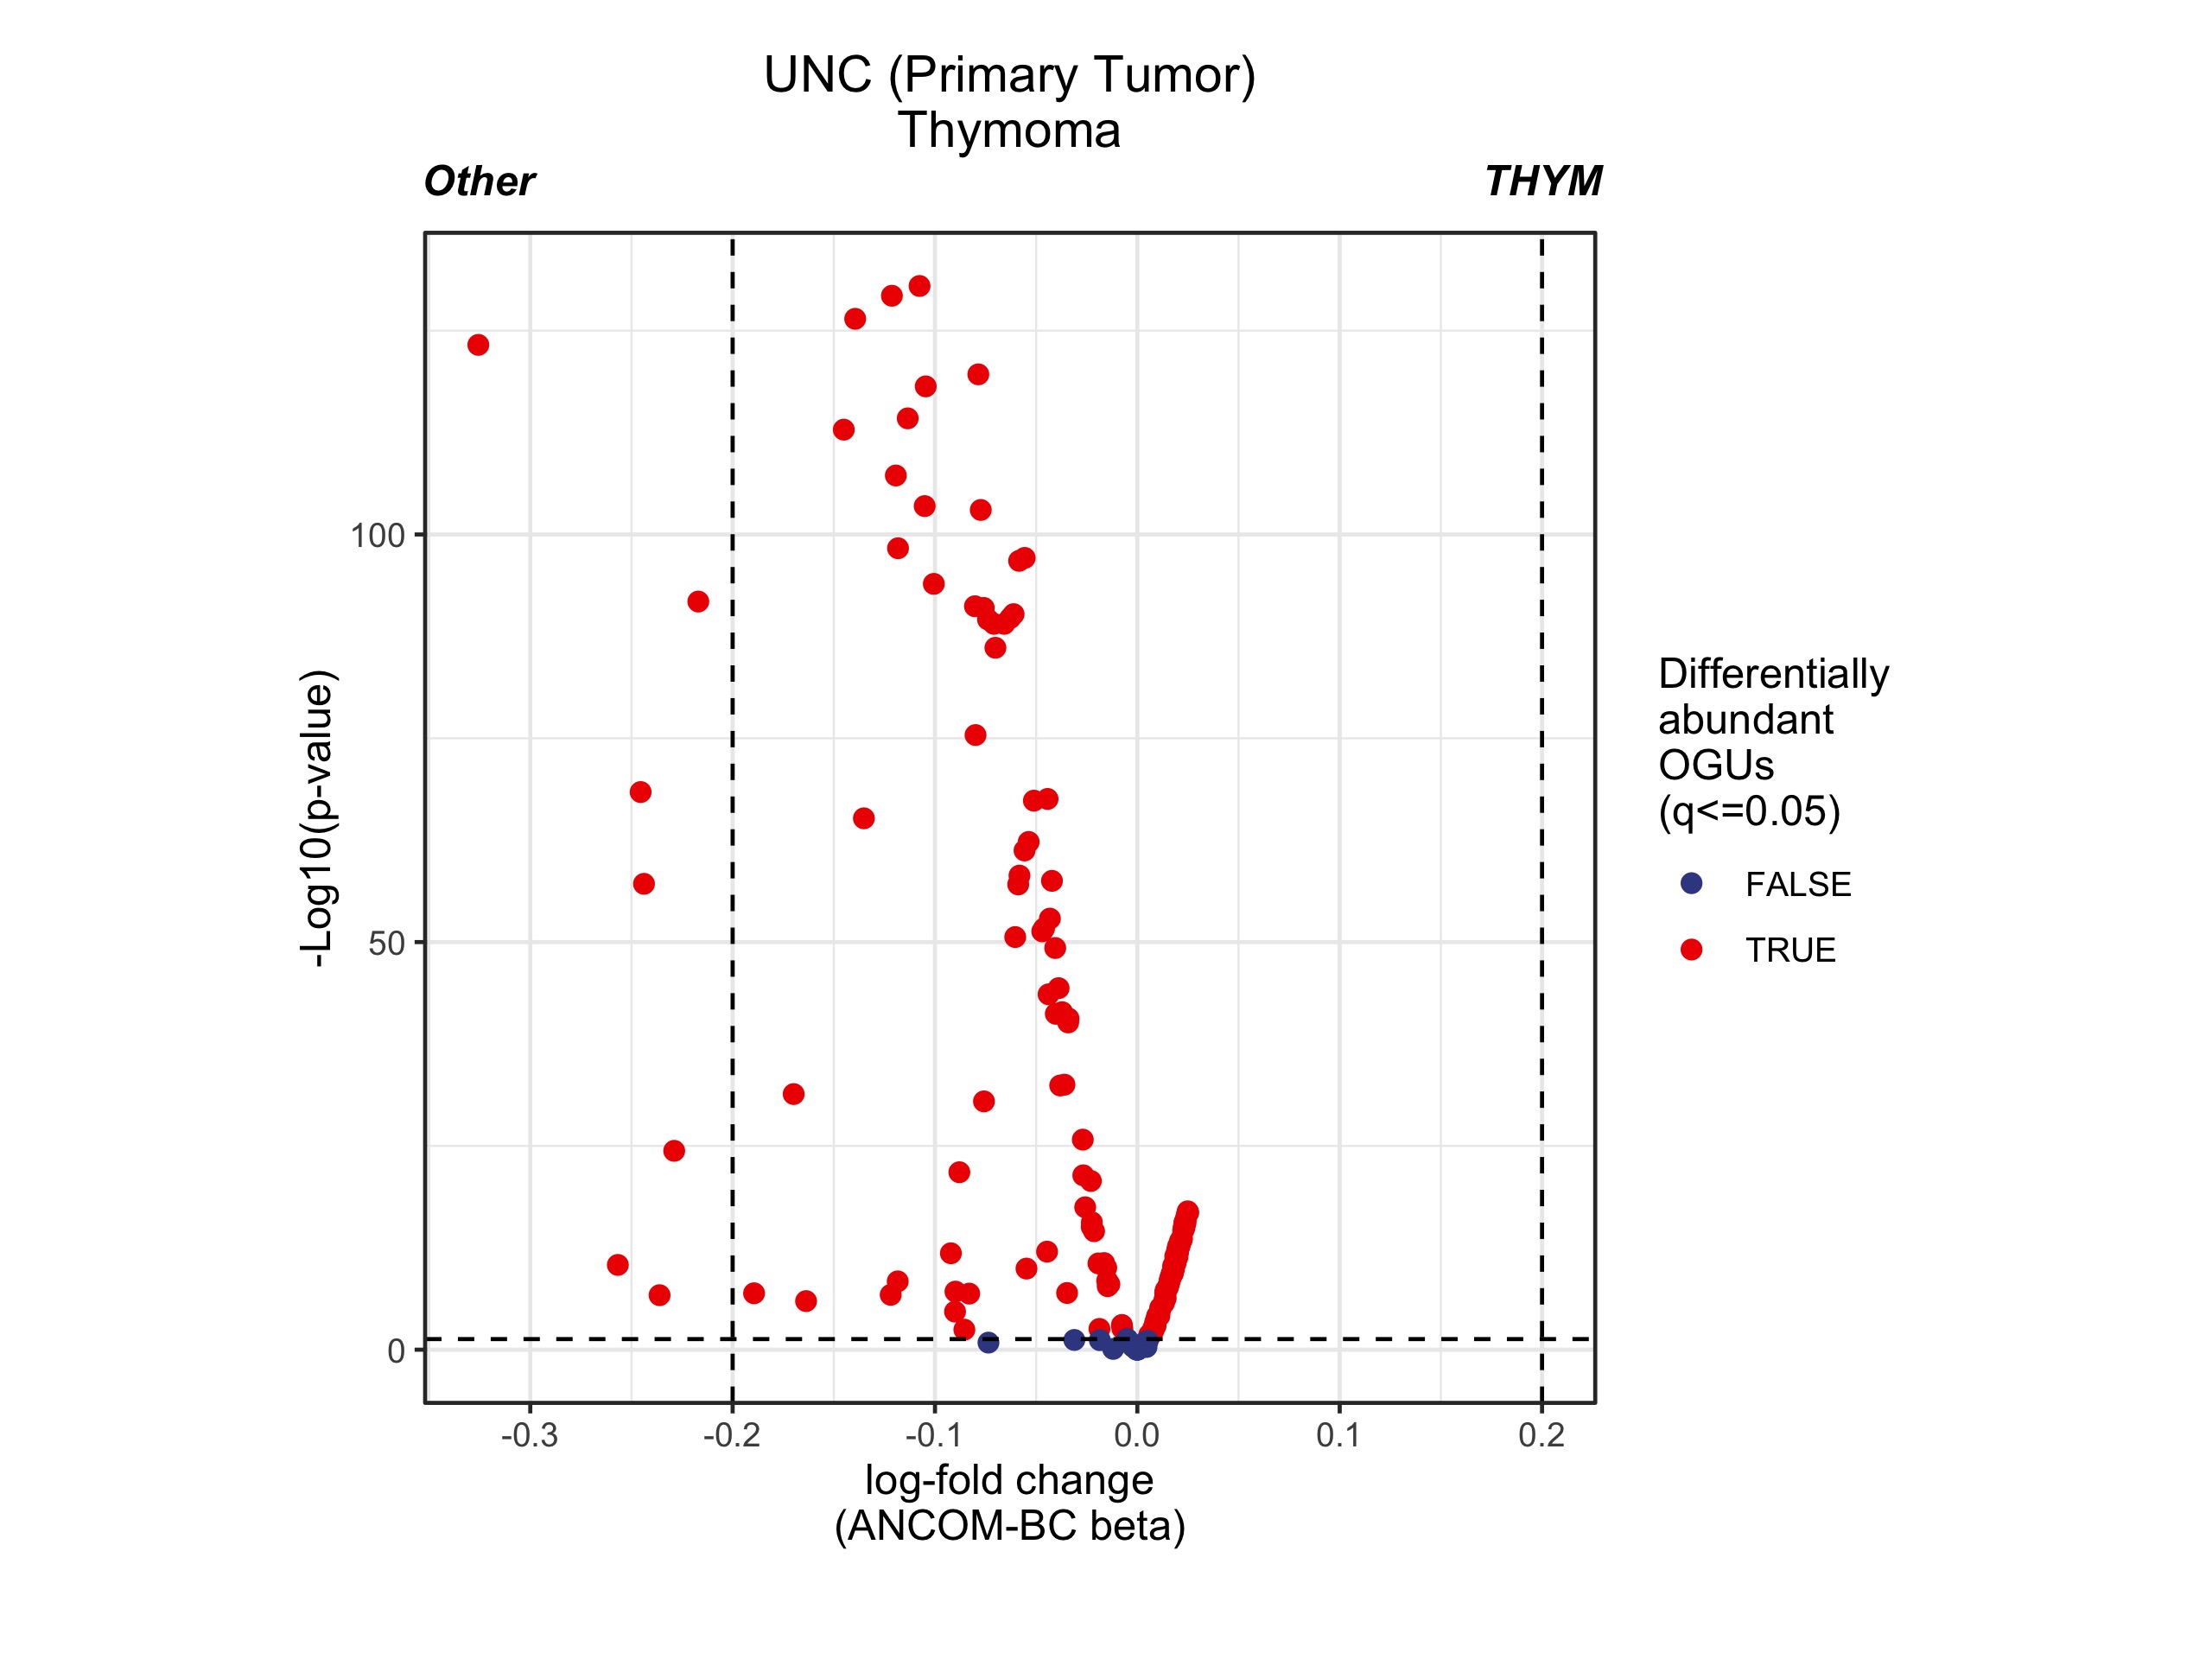 UNC (Primary Tumor)
Thymoma
Other
THYM
100
50
0
-Log10(p-value)
-0.3
-0.2
-0.1
0.0
0.1
0.2
log-fold change
(ANCOM-BC beta)
Differentially
abundant
OGUs
(q<=0.05)
FALSE
TRUE